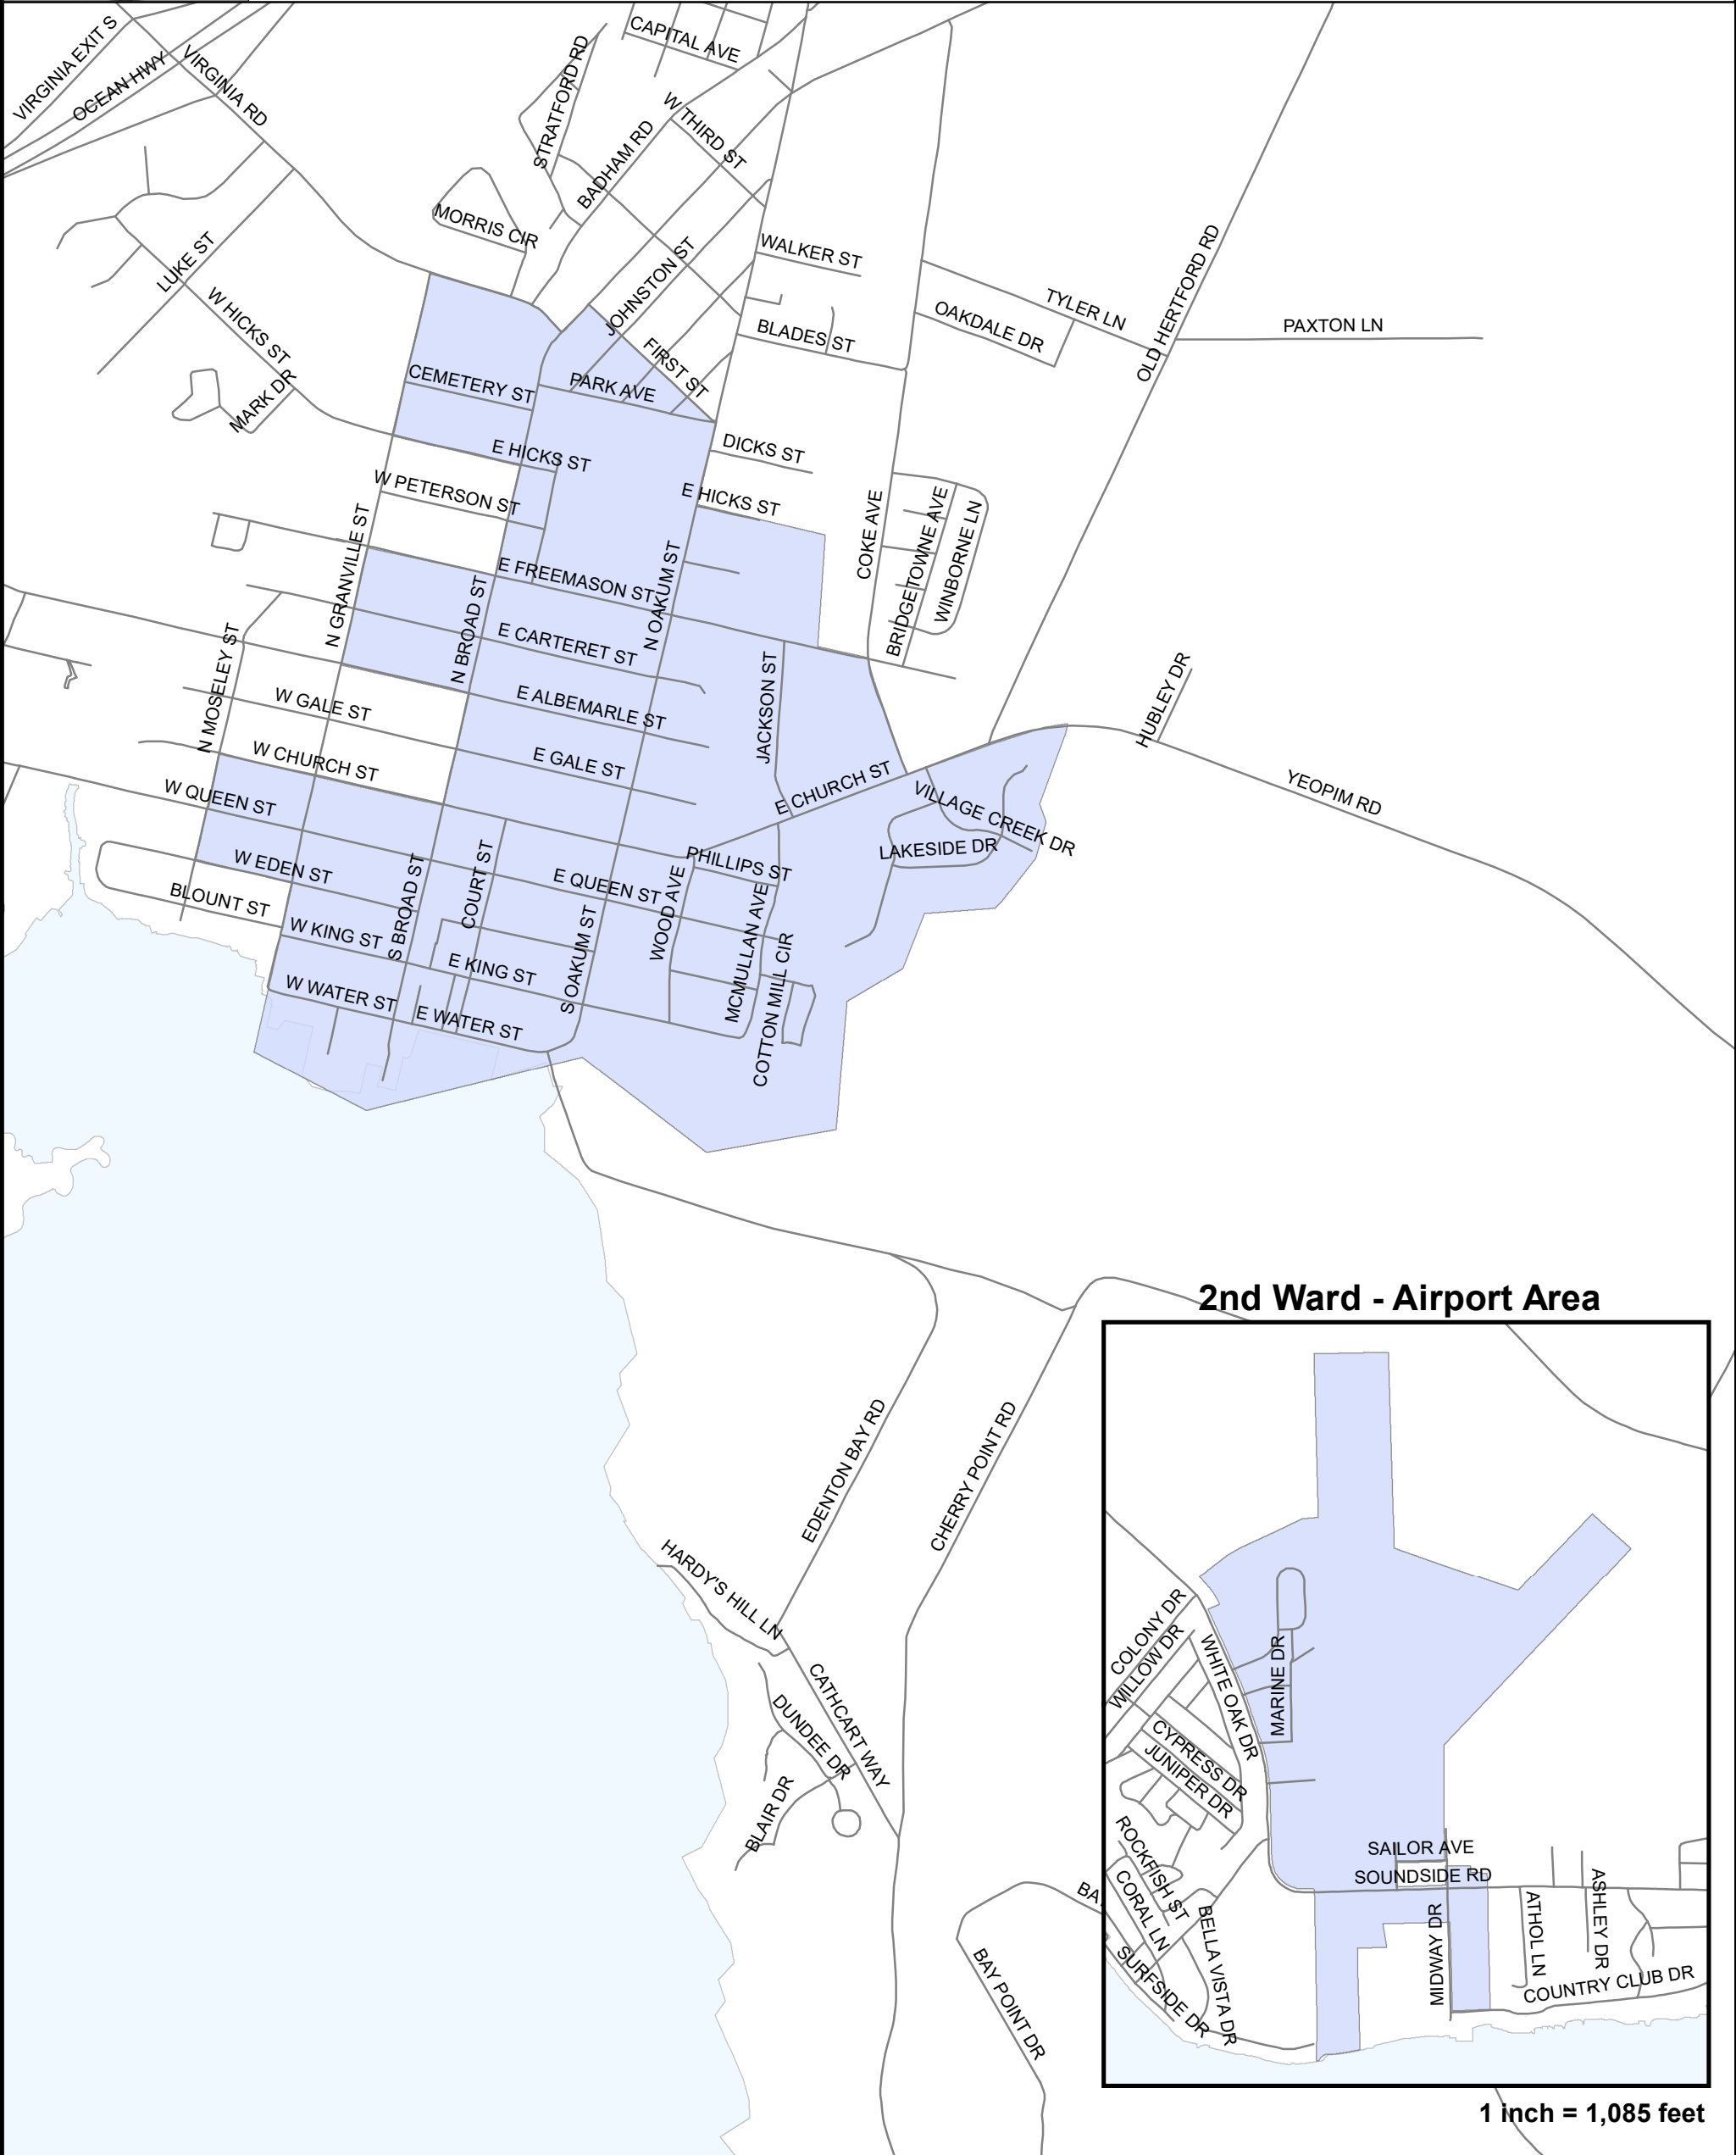 VIRGINIA EXIT S
OCEAN HWY
VIRGINIA RD
CAPITAL AVE
STRATFORD RD
W THIRD ST
BADHAM RD
MORRIS CIR
LUKE ST
W HICKS ST
MARK DR
JOHNSTON ST
WALKER ST
BLADES ST
OAKDALE DR
TYLER LN
OLD HERTFORD RD
PAXTON LN
FIRST ST
CEMETERY ST
PARK AVE
E HICKS ST
DICKS ST
W PETERSON ST
E HICKS ST
N GRANVILLE ST
COKE AVE
BRIDGETOWNE AVE
WINBORNE LN
E FREEMASON ST
N OAKUM ST
N BROAD ST
E CARTERET ST
N MOSELEY ST
JACKSON ST
HUBLEY DR
W GALE ST
E ALBEMARLE ST
W CHURCH ST
E GALE ST
E CHURCH ST
YEOPIM RD
W QUEEN ST
VILLAGE CREEK DR
LAKESIDE DR
W EDEN ST
PHILLIPS ST
COURT ST
E QUEEN ST
BLOUNT ST
S BROAD ST
WOOD AVE
MCMULLAN AVE
W KING ST
E KING ST
S OAKUM ST
COTTON MILL CIR
W WATER ST
E WATER ST
2nd Ward - Airport Area
EDENTON BAY RD
CHERRY POINT RD
HARDY'S HILL LN
CATHCART WAY
DUNDEE DR
BLAIR DR
BA
BAY POINT DR
COLONY DR
WILLOW DR
WHITE OAK DR
MARINE DR
CYPRESS DR
JUNIPER DR
ROCKFISH ST
CORAL LN
SURFSIDE DR
BELLA VISTA DR
SAILOR AVE
SOUNDSIDE RD
MIDWAY DR
ATHOL LN
ASHLEY DR
COUNTRY CLUB DR
1 inch = 1,085 feet